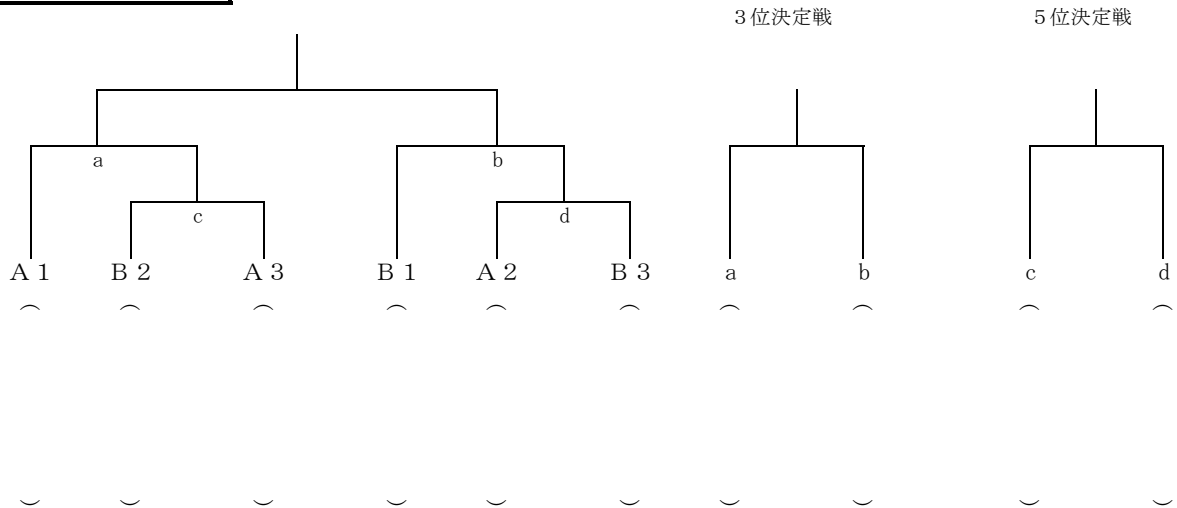 ３位決定戦 ５位決定戦
a b
c d
A 1 B 2 A 3 B 1 A 2 B 3 a b c d
（ （ （ （ （ （ （ （ （ （
） ） ） ） ） ） ） ） ） ）